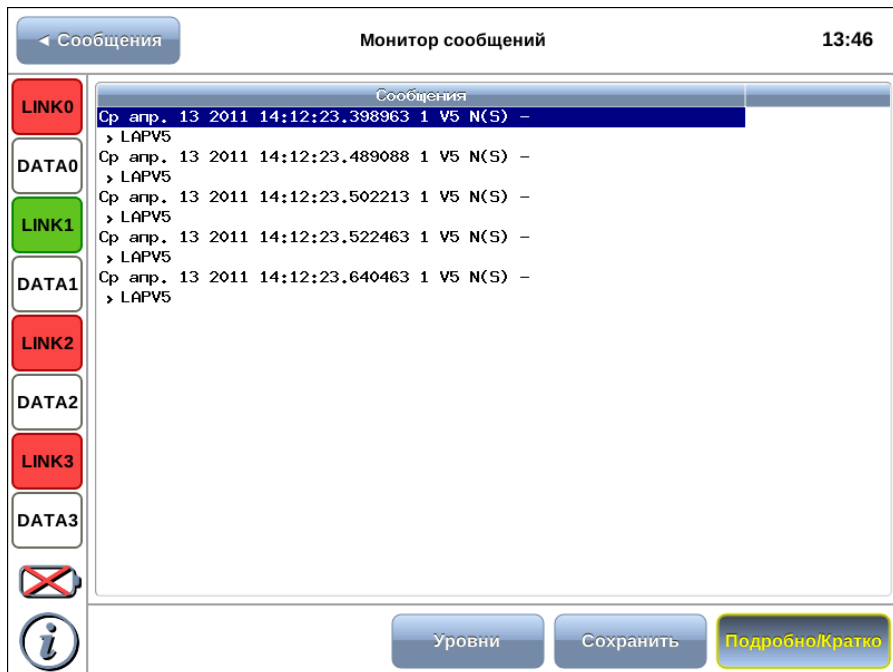 ◄ Сообщения
Монитор сообщений
13:46
LINK0
DATA0
LINK1
DATA1
LINK2
DATA2
LINK3
DATA3
Сообщения
Ср апр. 13 2011 14:12:23.398963 1 V5 N(S) –
› LAPV5
Ср апр. 13 2011 14:12:23.489088 1 V5 N(S) –
› LAPV5
Ср апр. 13 2011 14:12:23.502213 1 V5 N(S) –
› LAPV5
Ср апр. 13 2011 14:12:23.522463 1 V5 N(S) –
› LAPV5
Ср апр. 13 2011 14:12:23.640463 1 V5 N(S) –
› LAPV5
i
Уровни
Сохранить
Подробно/Кратко